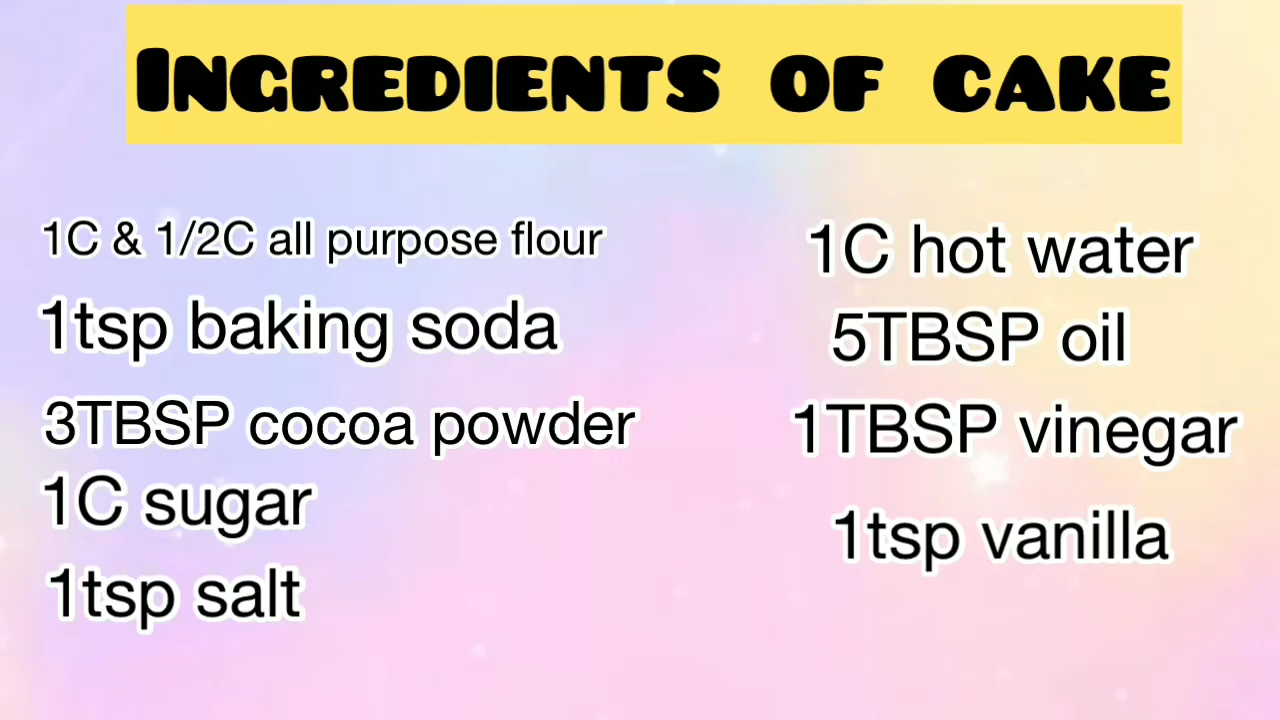 INGREDIENTS OF CAKE
1C & 1/2C all purpose flour
1tsp baking soda
3TBSP cocoa powder
1C sugar
1tsp salt
1C hot water
5TBSP oil
1TBSP vinegar
1tsp vanilla